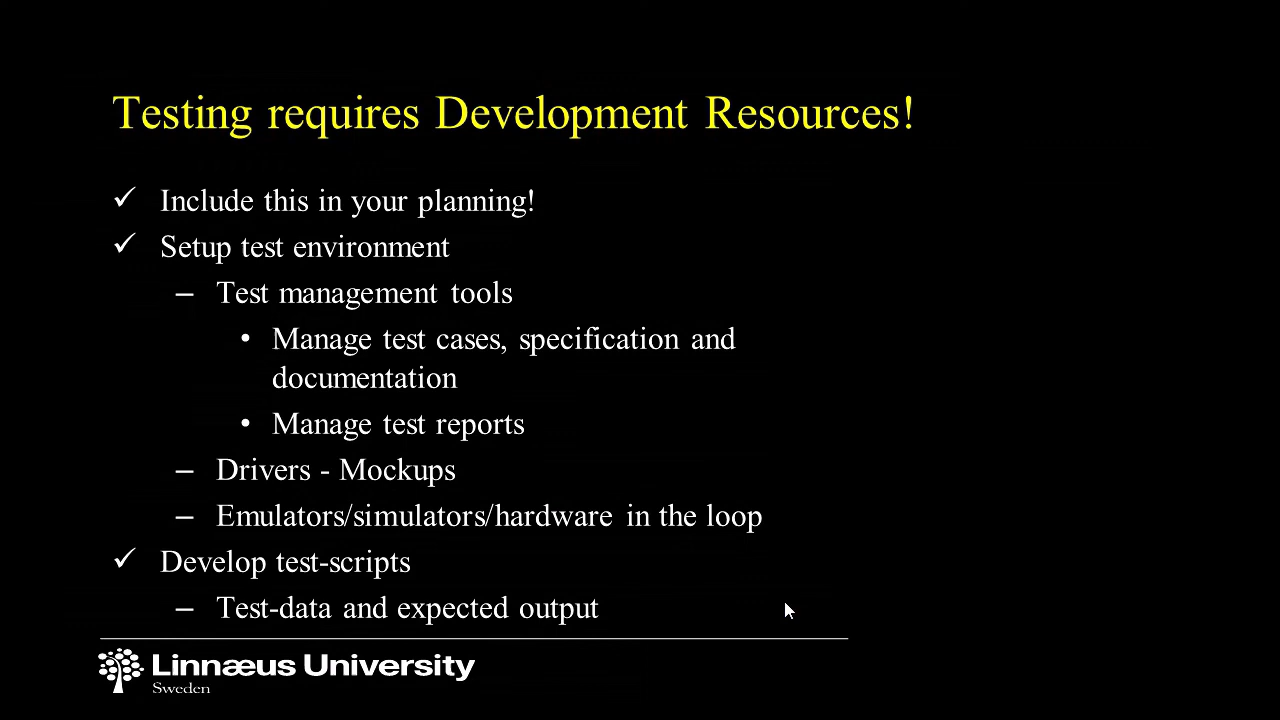 Testing requires Development Resources!
✓ Include this in your planning!
✓ Setup test environment
– Test management tools
• Manage test cases, specification and
documentation
• Manage test reports
– Drivers - Mockups
– Emulators/simulators/hardware in the loop
✓ Develop test-scripts
– Test-data and expected output
Linnæus University
Sweden